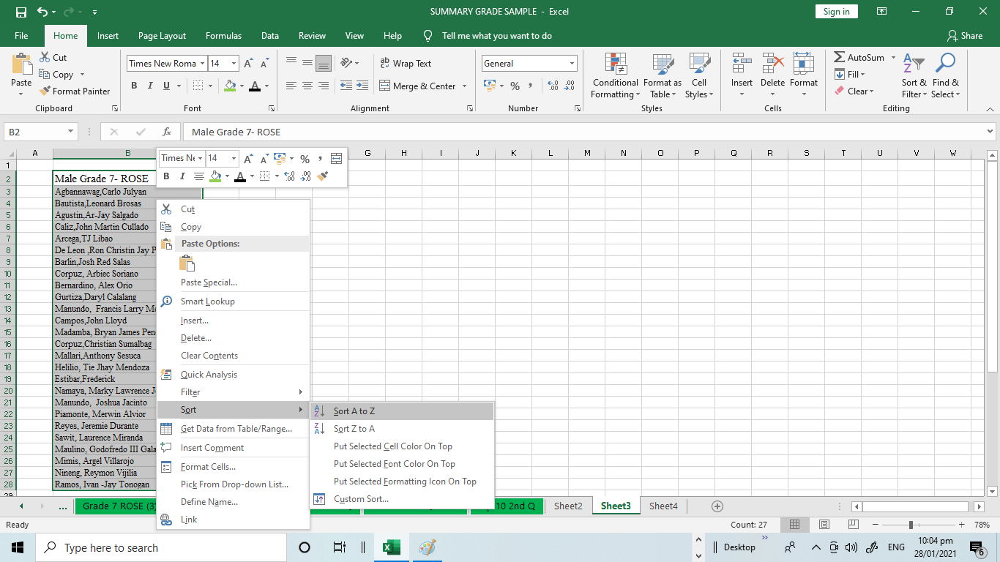 SUMMARY GRADE SAMPLE - Excel
Sign in
File Home Insert Page Layout Formulas Data Review View Help Tell me what you want to do Share
Paste
Cut
Copy
Format Painter
Clipboard
Times New Roma 14
B I U
Font
Wrap Text
Merge & Center
Alignment
General
Number
Conditional Formatting
Format as Table
Cell Styles
Styles
Insert Delete Format
Cells
AutoSum
Fill
Clear
Sort & Filter
Find & Select
Editing
B2 fx Male Grade 7- ROSE
A B G H I J K L M N O P Q R S T U V W
Times Ne 14
B I A
1
2 Male Grade 7- ROSE
3 Agbannawag,Carlo Julyan
4 Bautista,Leonard Brosas
5 Agustin,Ar-Jay Salgado
6 Caliz,John Martin Cullado
7 Arcega,TJ Libao
8 De Leon ,Ron Christin Jay P
9 Barlin,Josh Red Salas
10 Corpuz, Arbiec Soriano
11 Bernardino, Alex Orio
12 Gurtiza,Daryl Calalang
13 Manundo, Francis Larry Me
14 Campos,John Lloyd
15 Madamba, Bryan James Pen
16 Corpuz,Christian Sumalbag
17 Mallari,Anthony Sesuca
18 Helilio, Tie Jhay Mendoza
19 Estibar,Frederick
20 Namaya, Marky Lawrence J
21 Manundo, Joshua Jacinto
22 Piamonte, Merwin Alvior
23 Reyes, Jeremie Durante
24 Sawit, Laurence Miranda
25 Maulino, Godofredo III Gala
26 Mimis, Argel Villarojo
27 Nineng, Reymon Vijilia
28 Ramos, Ivan -Jay Tonogan
29
Cut
Copy
Paste Options:
Paste Special...
Smart Lookup
Insert...
Delete...
Clear Contents
Quick Analysis
Filter
Sort
Get Data from Table/Range...
Insert Comment
Format Cells...
Pick From Drop-down List...
Define Name...
Link
Sort A to Z
Sort Z to A
Put Selected Cell Color On Top
Put Selected Font Color On Top
Put Selected Formatting Icon On Top
Custom Sort...
... Grade 7 ROSE (3) 10 2nd Q Sheet2 Sheet3 Sheet4
Ready Count: 27 78%
Type here to search
Desktop
ENG
10:04 pm
28/01/2021
6